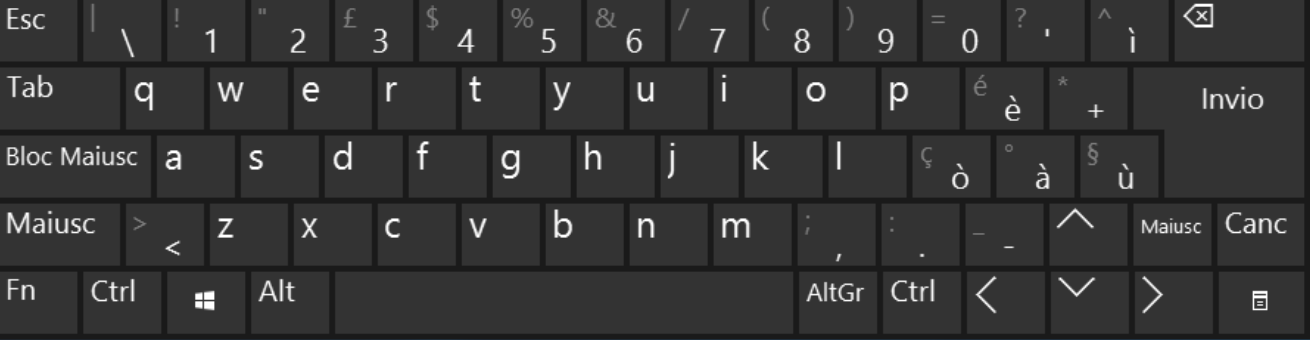 Esc | \ ! 1 " 2 £ 3 $ 4 % 5 & 6 / 7 ( 8 ) 9 = 0 ? ' ^ ì
Tab q w e r t y u i o p é è * + Invio
Bloc Maiusc a s d f g h j k l ç ò ° à § ù
Maiusc > < z x c v b n m ; , : . _ - Maiusc Canc
Fn Ctrl Alt AltGr Ctrl